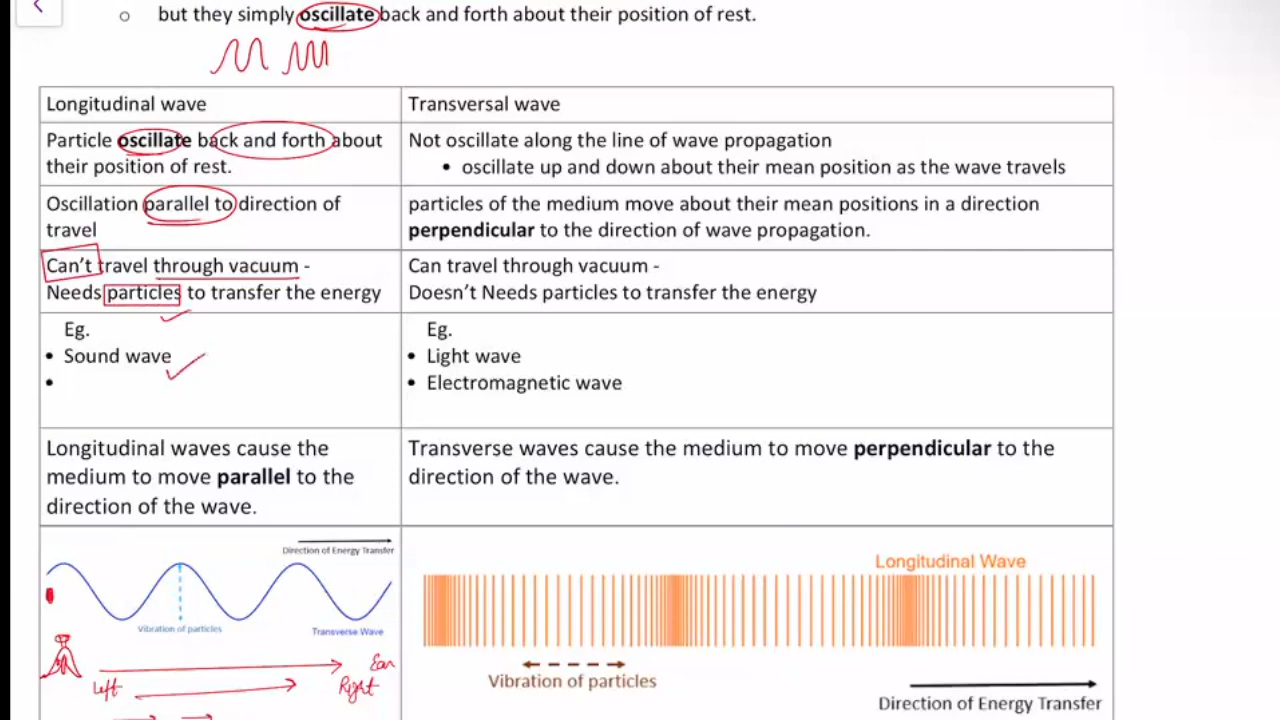 o but they simply oscillate back and forth about their position of rest.
Longitudinal wave
Transversal wave
Particle oscillate back and forth about
their position of rest.
Not oscillate along the line of wave propagation
• oscillate up and down about their mean position as the wave travels
Oscillation parallel to direction of
travel
particles of the medium move about their mean positions in a direction
perpendicular to the direction of wave propagation.
Can't travel through vacuum -
Needs particles to transfer the energy
Can travel through vacuum -
Doesn't Needs particles to transfer the energy
Eg.
• Sound wave
•
Eg.
• Light wave
• Electromagnetic wave
Longitudinal waves cause the
medium to move parallel to the
direction of the wave.
Transverse waves cause the medium to move perpendicular to the
direction of the wave.
Direction of Energy Transfer
Vibration of particles
Transverse Wave
Ear
Left
Right
Longitudinal Wave
Vibration of particles
Direction of Energy Transfer